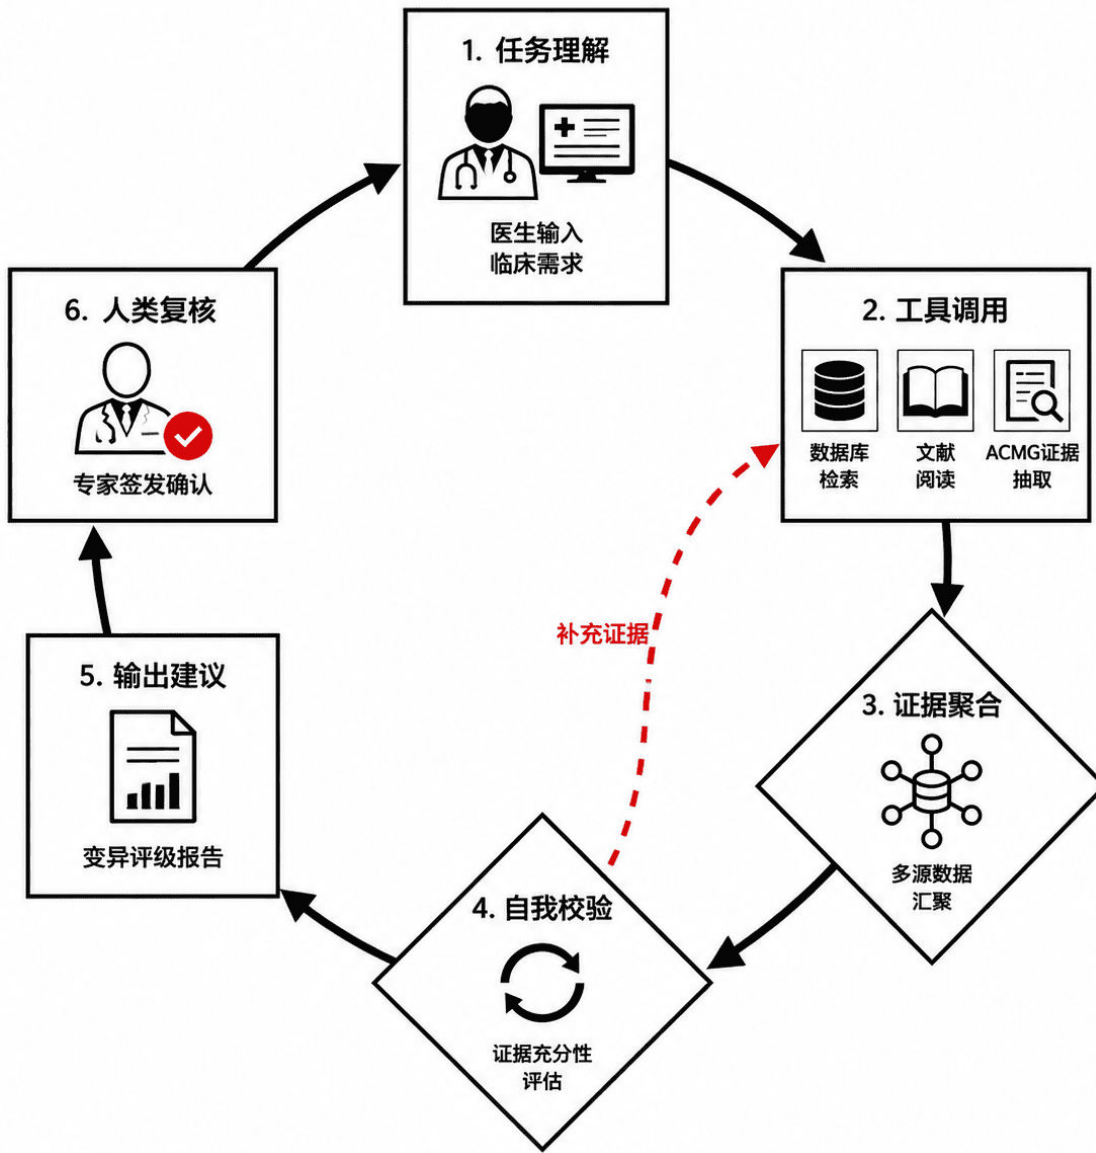 1. 任务理解
医生输入
临床需求
2. 工具调用
数据库
检索
文献
阅读
ACMG证据
抽取
3. 证据聚合
多源数据
汇聚
补充证据
4. 自我校验
证据充分性
评估
5. 输出建议
变异评级报告
6. 人类复核
专家签发确认